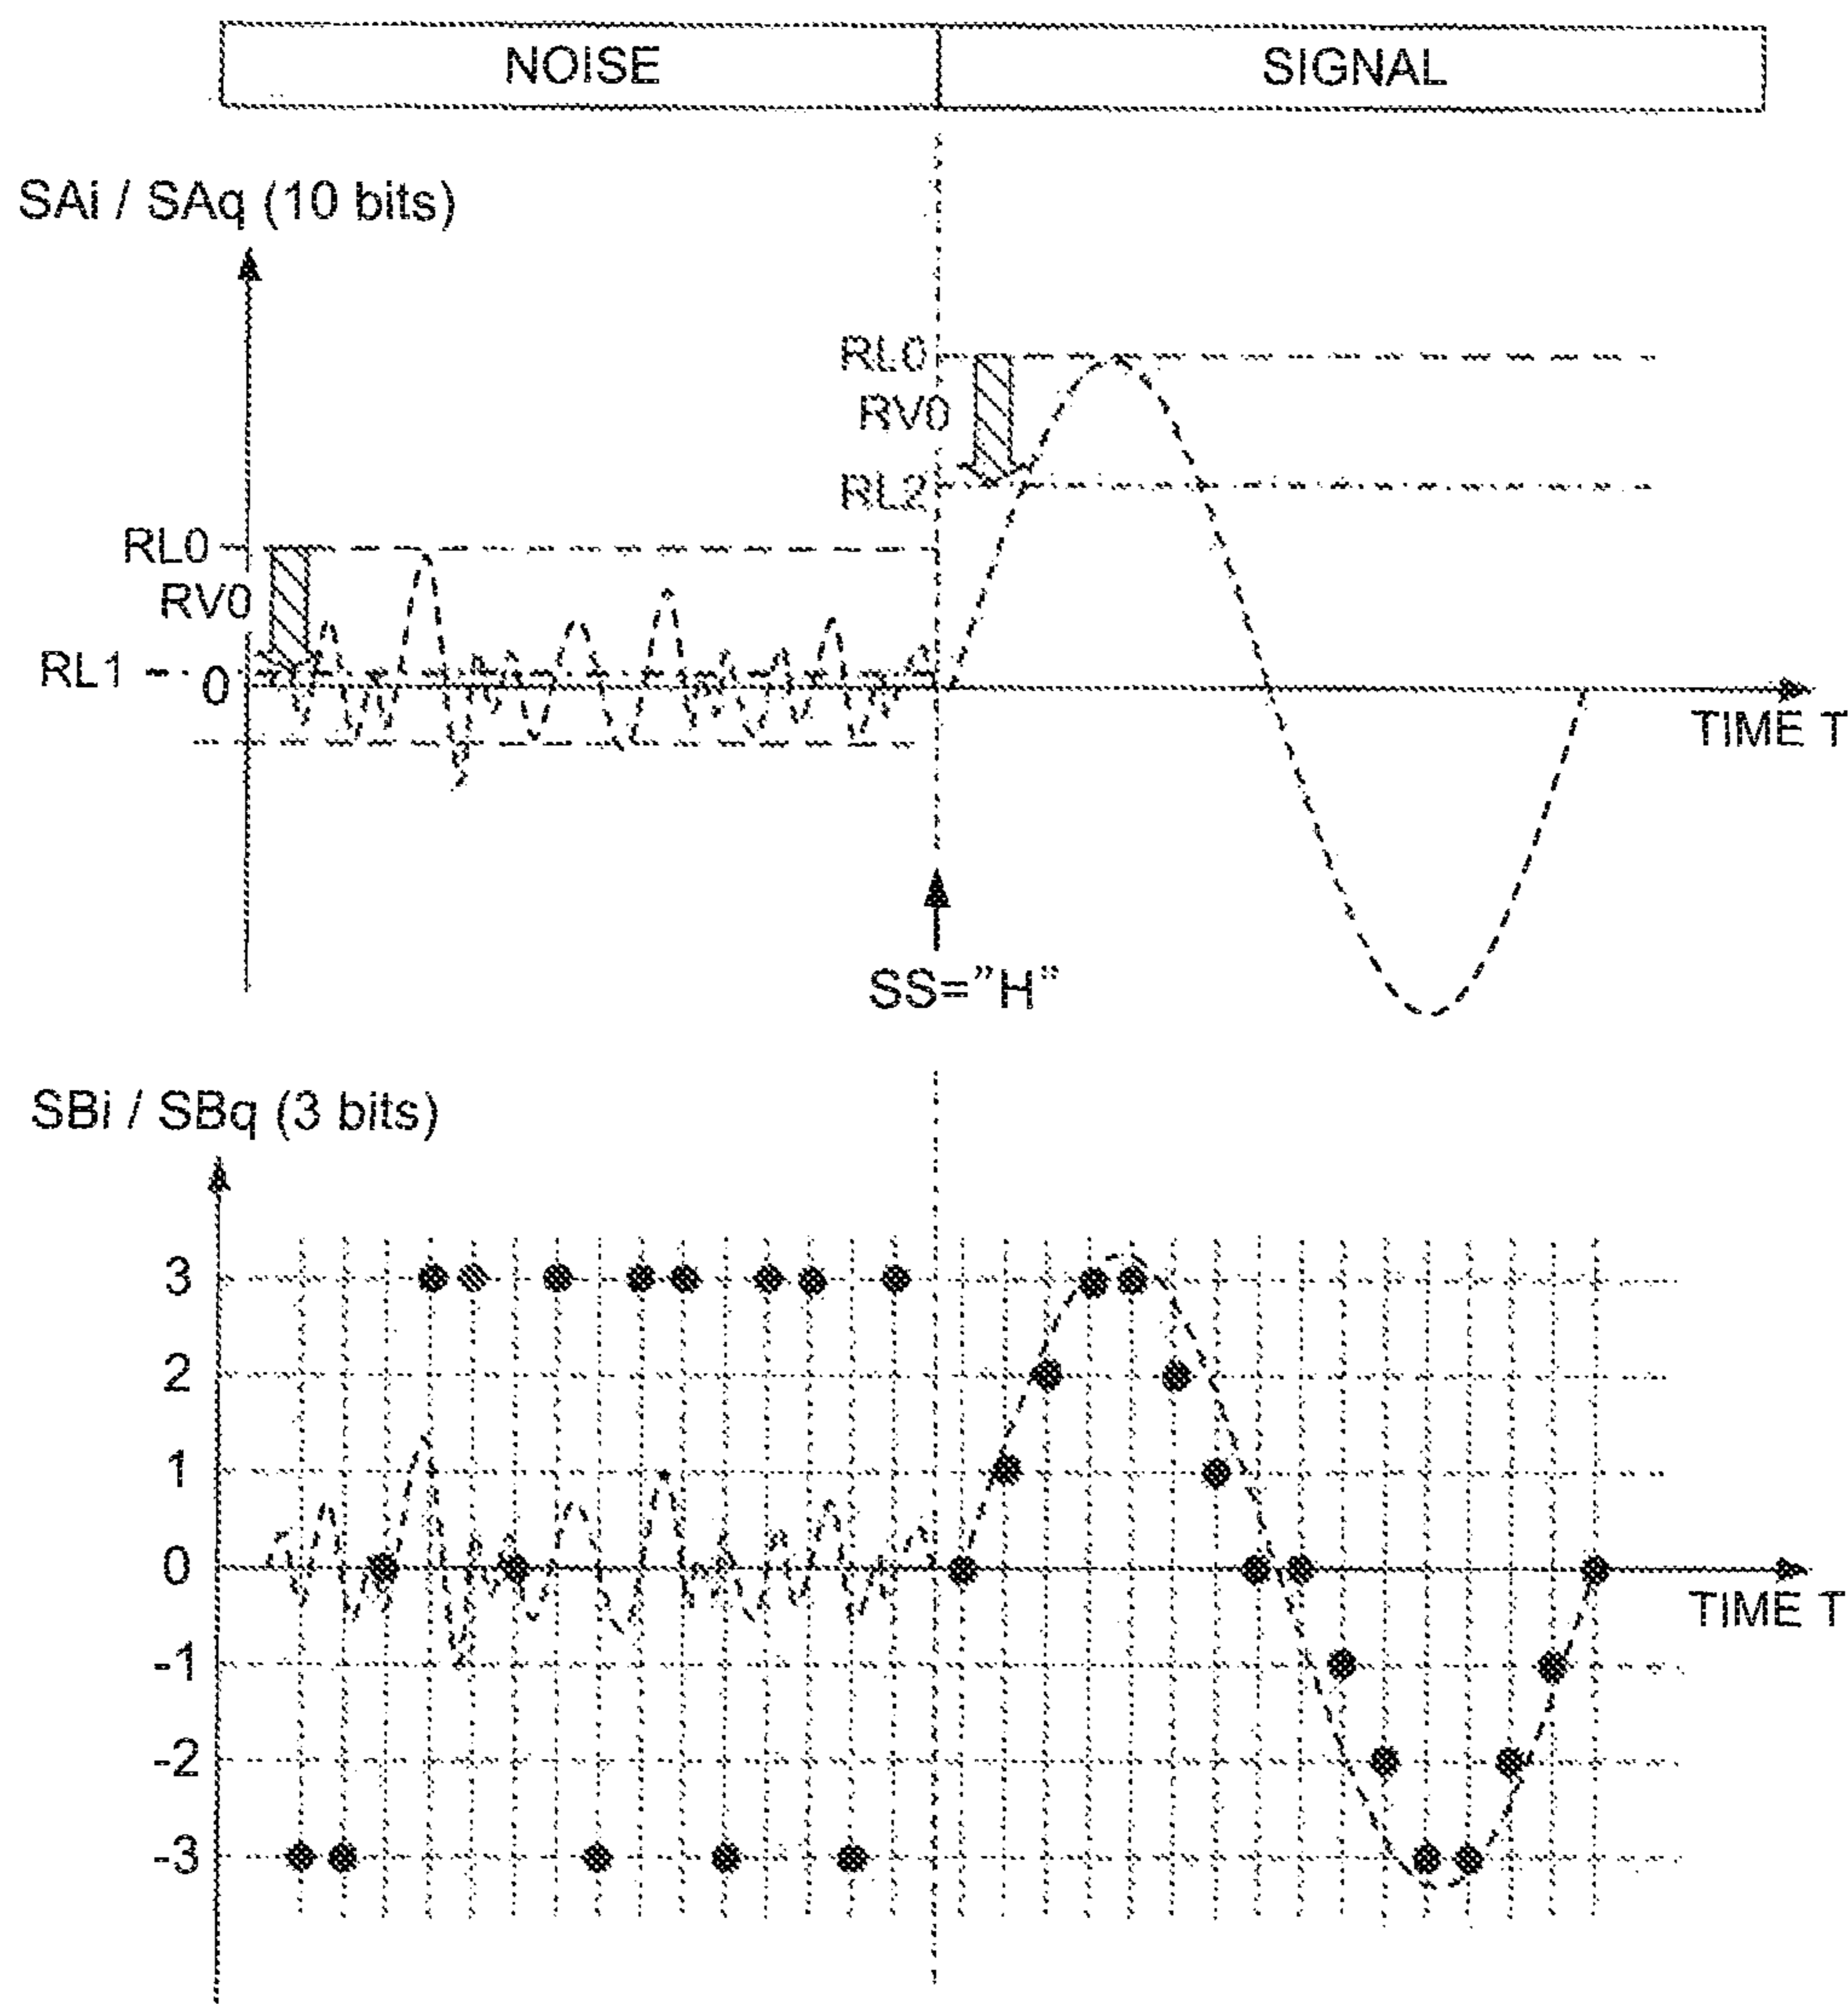 NOISE
SIGNAL
SAi / SAq (10 bits)
RL0
RV0
RL2
RL0
RV0
RL1
0
TIME T
SS="H"
SBi / SBq (3 bits)
3
2
1
0
TIME T
-1
-2
-3